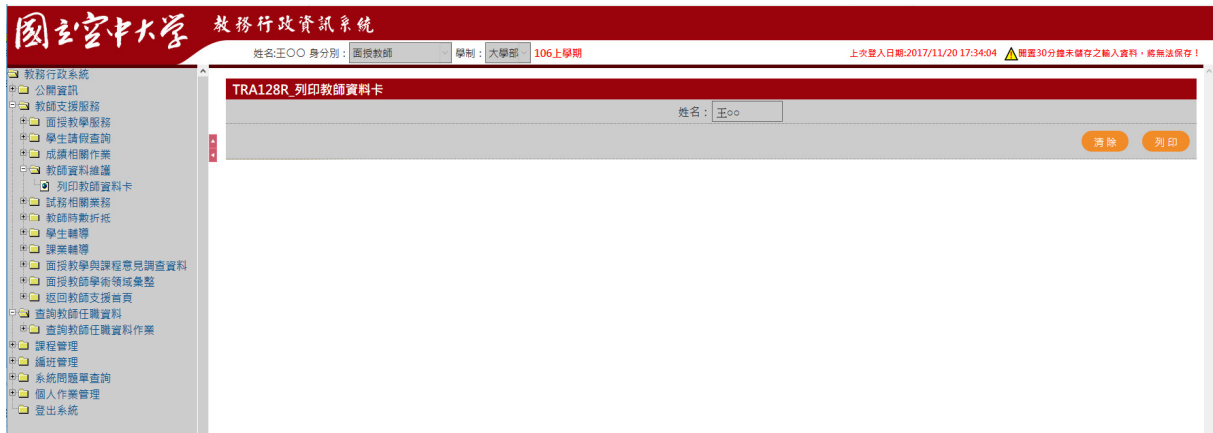 國立空中大學 教務行政資訊系統
姓名:王〇〇 身分別：面授教師 學制：大學部 106上學期 上次登入日期:2017/11/20 17:34:04 閒置30分鐘未儲存之輸入資料，將無法保存！
教務行政系統
公開資訊
教師支援服務
面授教學服務
學生請假查詢
成績相關作業
教師資料維護
列印教師資料卡
試務相關業務
教師時數折抵
學生輔導
課業輔導
面授教學與課程意見調查資料
面授教師學術領域彙整
返回教師支援首頁
查詢教師任職資料
查詢教師任職資料作業
課程管理
編班管理
系統問題單查詢
個人作業管理
登出系統
TRA128R_列印教師資料卡
姓名：王○○
清除 列印